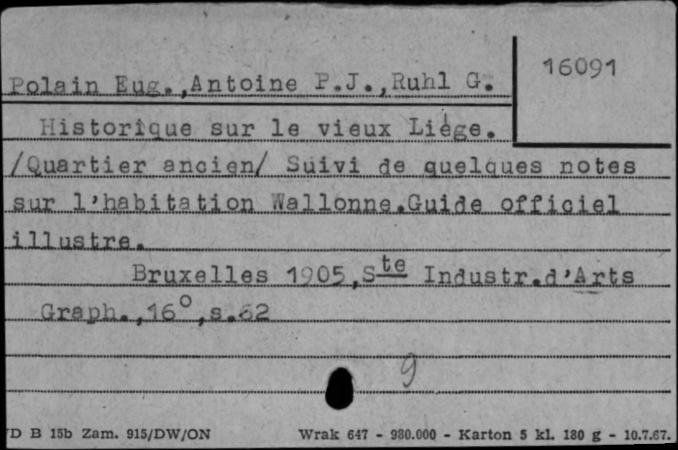 16091
Polain Eug.,Antoine P.J.,Ruhl G.
Historique sur le vieux Liége.
/Quartier ancien/ Suivi de quelques notes
sur l'habitation Wallonne.Guide officiel
illustre.
Bruxelles 1905,Ste Industr.d'Arts
Graph.,16°,s.62
9
D B 15b Zam. 915/DW/ON Wrak 647 - 980.000 - Karton 5 kl. 180 g - 10.7.67.